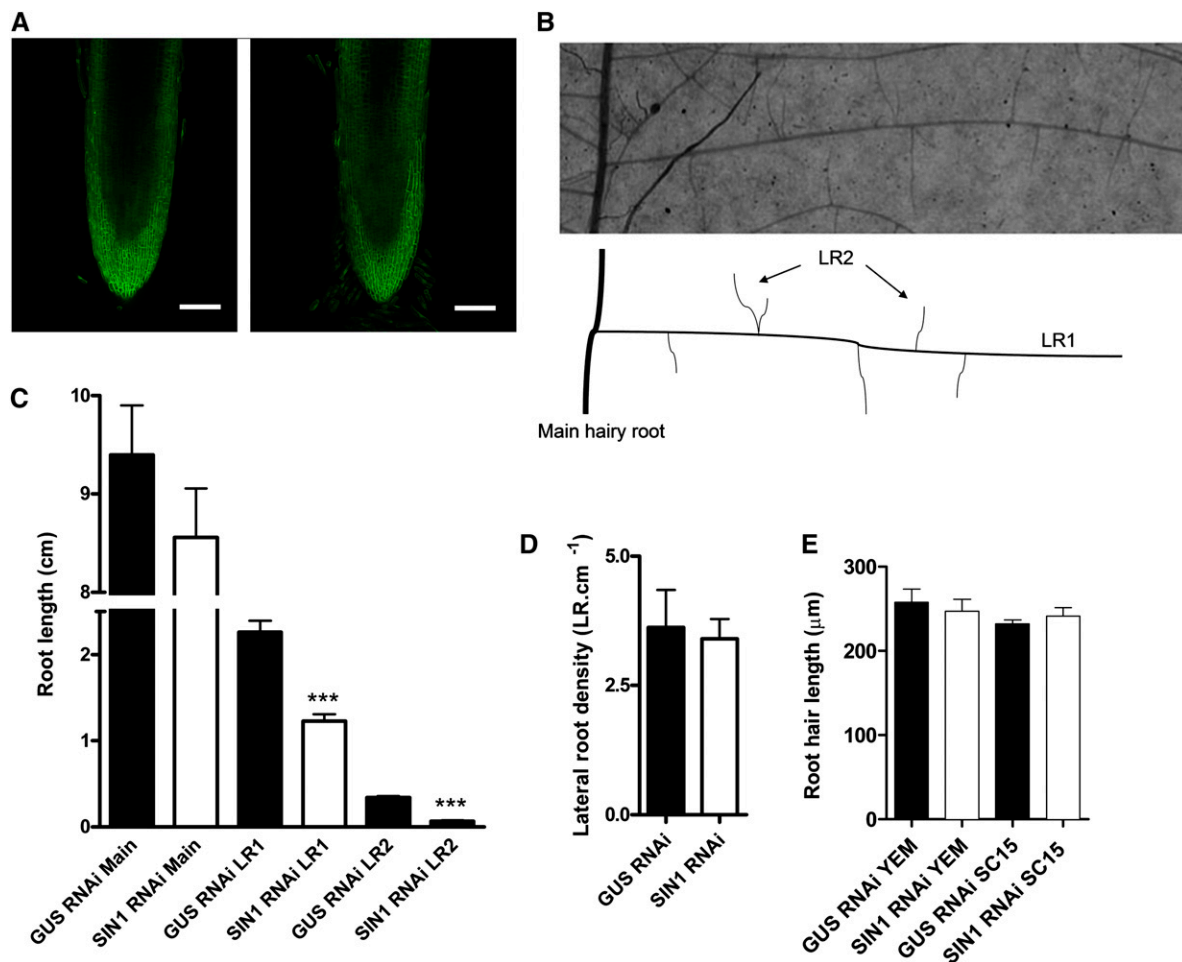 A
B
LR2
LR1
Main hairy root
C
Root length (cm)
10
9
8
2
1
0
***
***
GUS RNAi Main
SIN1 RNAi Main
GUS RNAi LR1
SIN1 RNAi LR1
GUS RNAi LR2
SIN1 RNAi LR2
D
Lateral root density (LR.cm⁻¹)
5.0
2.5
0.0
GUS RNAi
SIN1 RNAi
E
Root hair length (μm)
300
200
100
0
GUS RNAi YEM
SIN1 RNAi YEM
GUS RNAi SC15
SIN1 RNAi SC15